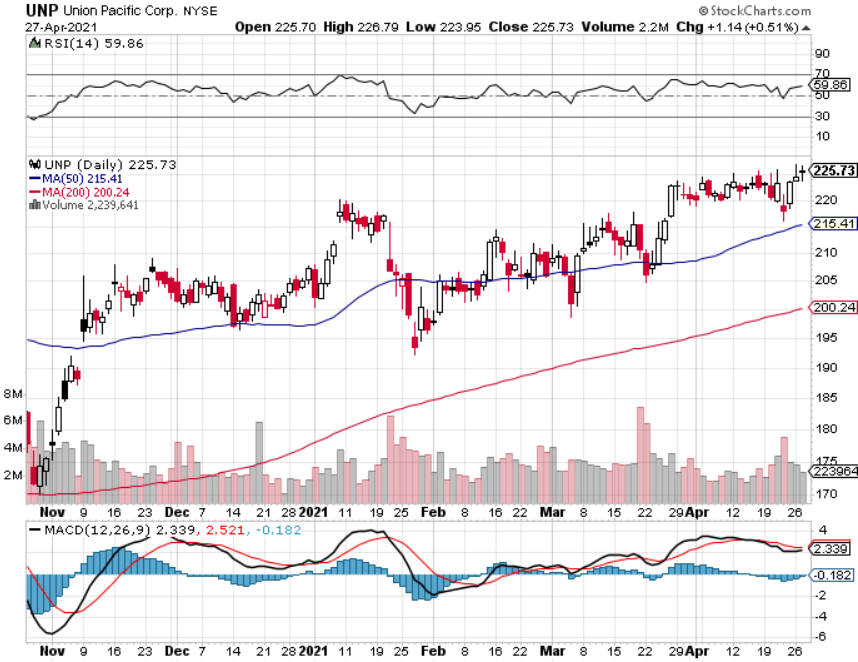 UNP Union Pacific Corp. NYSE © StockCharts.com
27-Apr-2021 Open 225.70 High 226.79 Low 223.95 Close 225.73 Volume 2.2M Chg +1.14 (+0.51%)
RSI(14) 59.86
90
70
59.86
50
30
10
UNP (Daily) 225.73
MA(50) 215.41
MA(200) 200.24
Volume 2,239,641
225.73
220
215.41
210
205
200.24
195
190
185
180
175
170
8M
6M
4M
2M
223964
Nov 16 23 Dec 7 14 21 28 2021 11 19 25 Feb 8 16 22 Mar 8 15 22 29 Apr 12 19 26
MACD(12,26,9) 2.339, 2.521, -0.182
4
2.339
-0.182
-2
-4
-6
Nov 16 23 Dec 7 14 21 28 2021 11 19 25 Feb 8 16 22 Mar 8 15 22 29 Apr 12 19 26